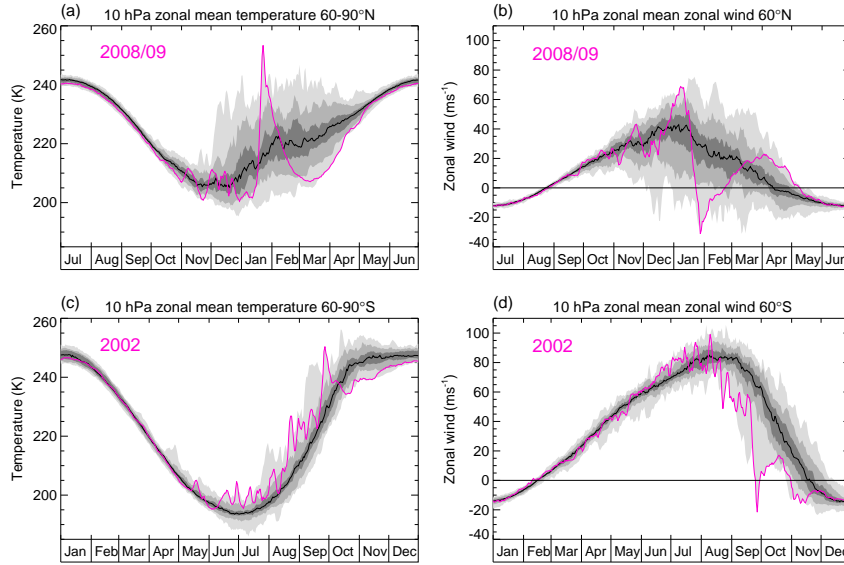 (a) 10 hPa zonal mean temperature 60-90°N
2008/09
Temperature (K)
260
240
220
200
Jul Aug Sep Oct Nov Dec Jan Feb Mar Apr May Jun
(b) 10 hPa zonal mean zonal wind 60°N
2008/09
Zonal wind (ms⁻¹)
100
80
60
40
20
0
-20
-40
Jul Aug Sep Oct Nov Dec Jan Feb Mar Apr May Jun
(c) 10 hPa zonal mean temperature 60-90°S
2002
Temperature (K)
260
240
220
200
Jan Feb Mar Apr May Jun Jul Aug Sep Oct Nov Dec
(d) 10 hPa zonal mean zonal wind 60°S
2002
Zonal wind (ms⁻¹)
100
80
60
40
20
0
-20
-40
Jan Feb Mar Apr May Jun Jul Aug Sep Oct Nov Dec